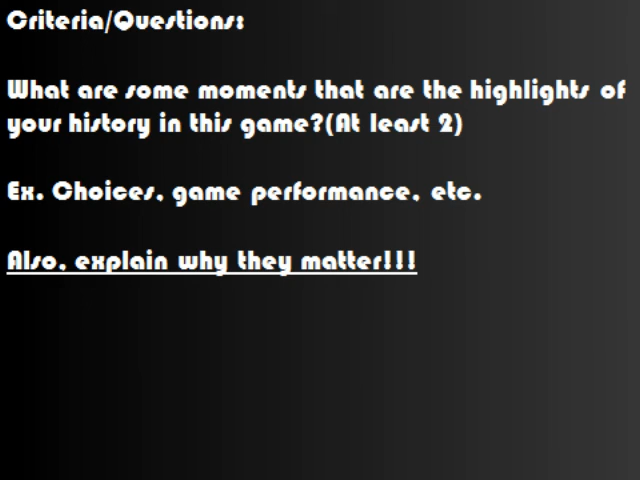 Criteria/Questions:
What are some moments that are the highlights of
your history in this game?(At least 2)
Ex. Choices, game performance, etc.
Also, explain why they matter!!!